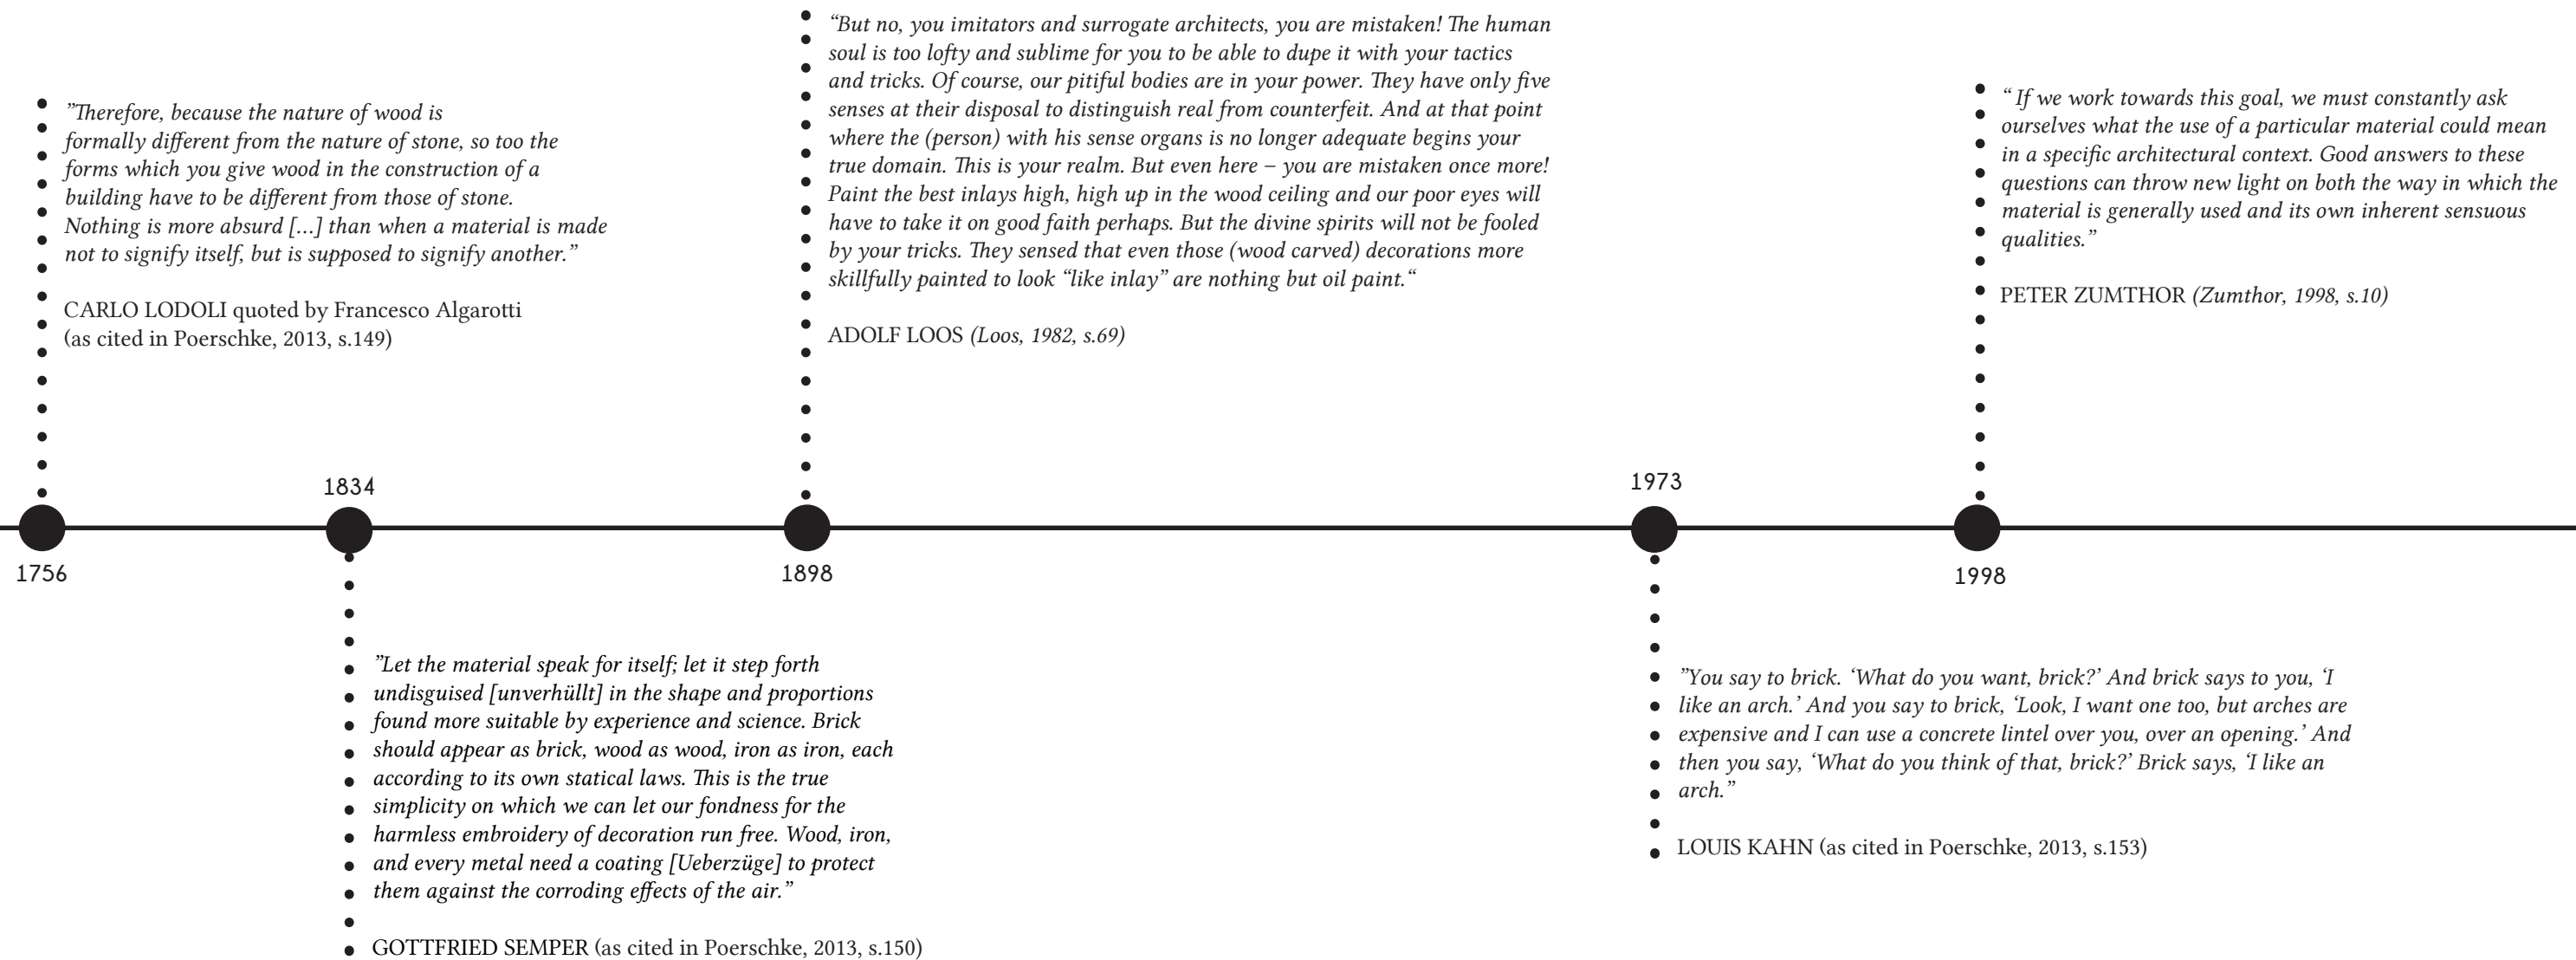 ”Therefore, because the nature of wood is
formally different from the nature of stone, so too the
forms which you give wood in the construction of a
building have to be different from those of stone.
Nothing is more absurd [...] than when a material is made
not to signify itself, but is supposed to signify another.”
CARLO LODOLI quoted by Francesco Algarotti
(as cited in Poerschke, 2013, s.149)
1756
1834
”Let the material speak for itself; let it step forth
undisguised [unverhüllt] in the shape and proportions
found more suitable by experience and science. Brick
should appear as brick, wood as wood, iron as iron, each
according to its own statical laws. This is the true
simplicity on which we can let our fondness for the
harmless embroidery of decoration run free. Wood, iron,
and every metal need a coating [Ueberzüge] to protect
them against the corroding effects of the air.”
GOTTFRIED SEMPER (as cited in Poerschke, 2013, s.150)
“But no, you imitators and surrogate architects, you are mistaken! The human
soul is too lofty and sublime for you to be able to dupe it with your tactics
and tricks. Of course, our pitiful bodies are in your power. They have only five
senses at their disposal to distinguish real from counterfeit. And at that point
where the (person) with his sense organs is no longer adequate begins your
true domain. This is your realm. But even here – you are mistaken once more!
Paint the best inlays high, high up in the wood ceiling and our poor eyes will
have to take it on good faith perhaps. But the divine spirits will not be fooled
by your tricks. They sensed that even those (wood carved) decorations more
skillfully painted to look “like inlay” are nothing but oil paint.“
ADOLF LOOS (Loos, 1982, s.69)
1898
1973
”You say to brick. ‘What do you want, brick?’ And brick says to you, ‘I
like an arch.’ And you say to brick, ‘Look, I want one too, but arches are
expensive and I can use a concrete lintel over you, over an opening.’ And
then you say, ‘What do you think of that, brick?’ Brick says, ‘I like an
arch.”
LOUIS KAHN (as cited in Poerschke, 2013, s.153)
“ If we work towards this goal, we must constantly ask
ourselves what the use of a particular material could mean
in a specific architectural context. Good answers to these
questions can throw new light on both the way in which the
material is generally used and its own inherent sensuous
qualities.”
PETER ZUMTHOR (Zumthor, 1998, s.10)
1998